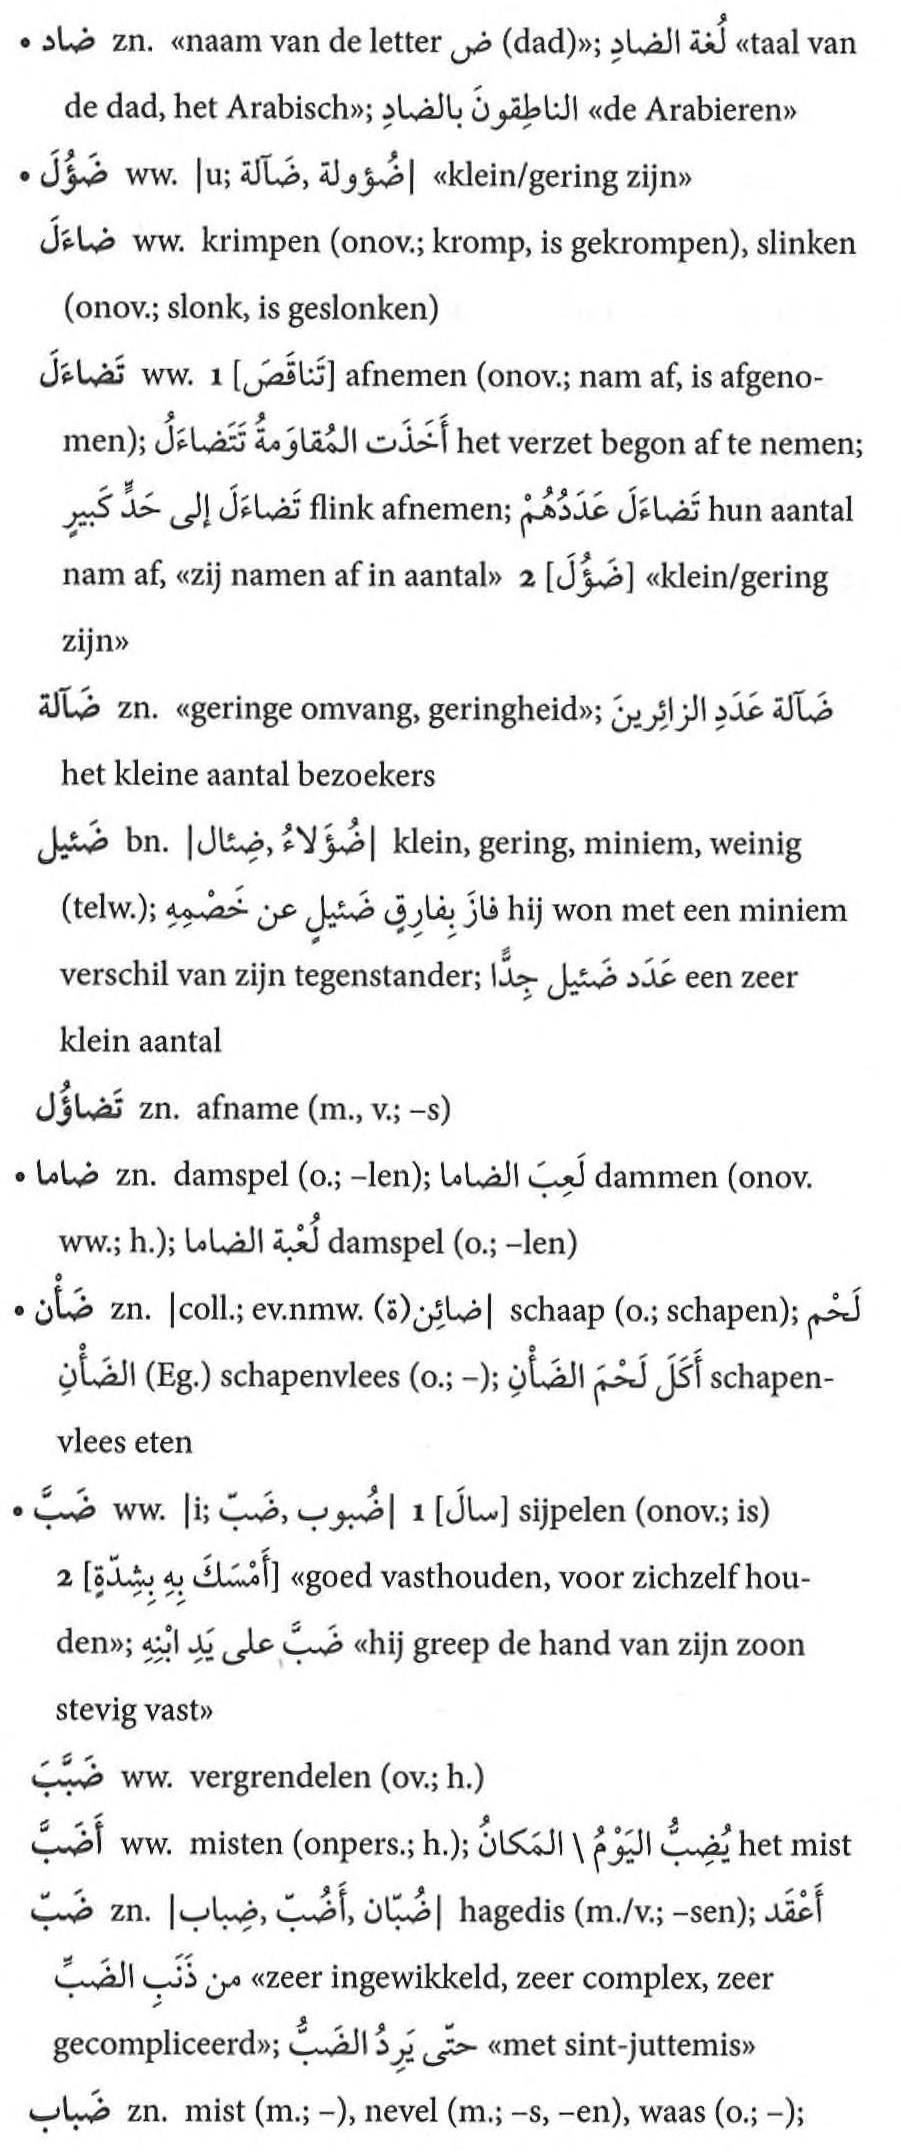 • ضاد zn. «naam van de letter ض (dad)»; لُغة الضادِ «taal van
de dad, het Arabisch»; الناطِقونَ بالضادِ «de Arabieren»
• ضَؤُلَ ww. |u; ضُؤولة, ضَآلة| «klein/gering zijn»
ضاءَلَ ww. krimpen (onov.; kromp, is gekrompen), slinken
(onov.; slonk, is geslonken)
تَضاءَلَ ww. 1 [تَناقَصَ] afnemen (onov.; nam af, is afgeno-
men); أَخَذَت المُقاوَمةُ تَتَضاءَلُ het verzet begon af te nemen;
تَضاءَلَ إلى حَدٍّ كَبيرٍ flink afnemen; تَضاءَلَ عَدَدُهُمْ hun aantal
nam af, «zij namen af in aantal» 2 [ضَؤُلَ] «klein/gering
zijn»
ضَآلة zn. «geringe omvang, geringheid»; ضَآلة عَدَدِ الزائِرينَ
het kleine aantal bezoekers
ضَئيل bn. |ضُؤَلاءُ, ضِئال| klein, gering, miniem, weinig
(telw.); فازَ بِفارِقٍ ضَئيلٍ عن خَصْمِهِ hij won met een miniem
verschil van zijn tegenstander; عَدَد ضَئيل جِدًّا een zeer
klein aantal
تَضاؤُل zn. afname (m., v.; –s)
• ضاما zn. damspel (o.; –len); لَعِبَ الضاما dammen (onov.
ww.; h.); لُعْبة الضاما damspel (o.; –len)
• ضَأْن zn. |coll.; ev.nmw. ضائِن(ة)| schaap (o.; schapen); لَحْم
الضَأْنِ (Eg.) schapenvlees (o.; –); أَكَلَ لَحْمَ الضَأْنِ schapen-
vlees eten
• ضَبَّ ww. |i; ضُبوب, ضَبّ| 1 [سالَ] sijpelen (onov.; is)
2 [أَمْسَكَ بِهِ بِشِدّةٍ] «goed vasthouden, voor zichzelf hou-
den»; ضَبَّ على يَدِ ابْنِهِ «hij greep de hand van zijn zoon
stevig vast»
ضَبَّبَ ww. vergrendelen (ov.; h.)
أَضَبَّ ww. misten (onpers.; h.); يُضِبُّ اليَوْمُ \ المَكانُ het mist
ضَبّ zn. |ضُبّان, أَضُبّ, ضِباب| hagedis (m./v.; –sen); أَعْقَد
من ذَنَبِ الضَبِّ «zeer ingewikkeld, zeer complex, zeer
gecompliceerd»; حتّى يَرِدُ الضَبُّ «met sint-juttemis»
ضَباب zn. mist (m.; –), nevel (m.; –s, –en), waas (o.; –);